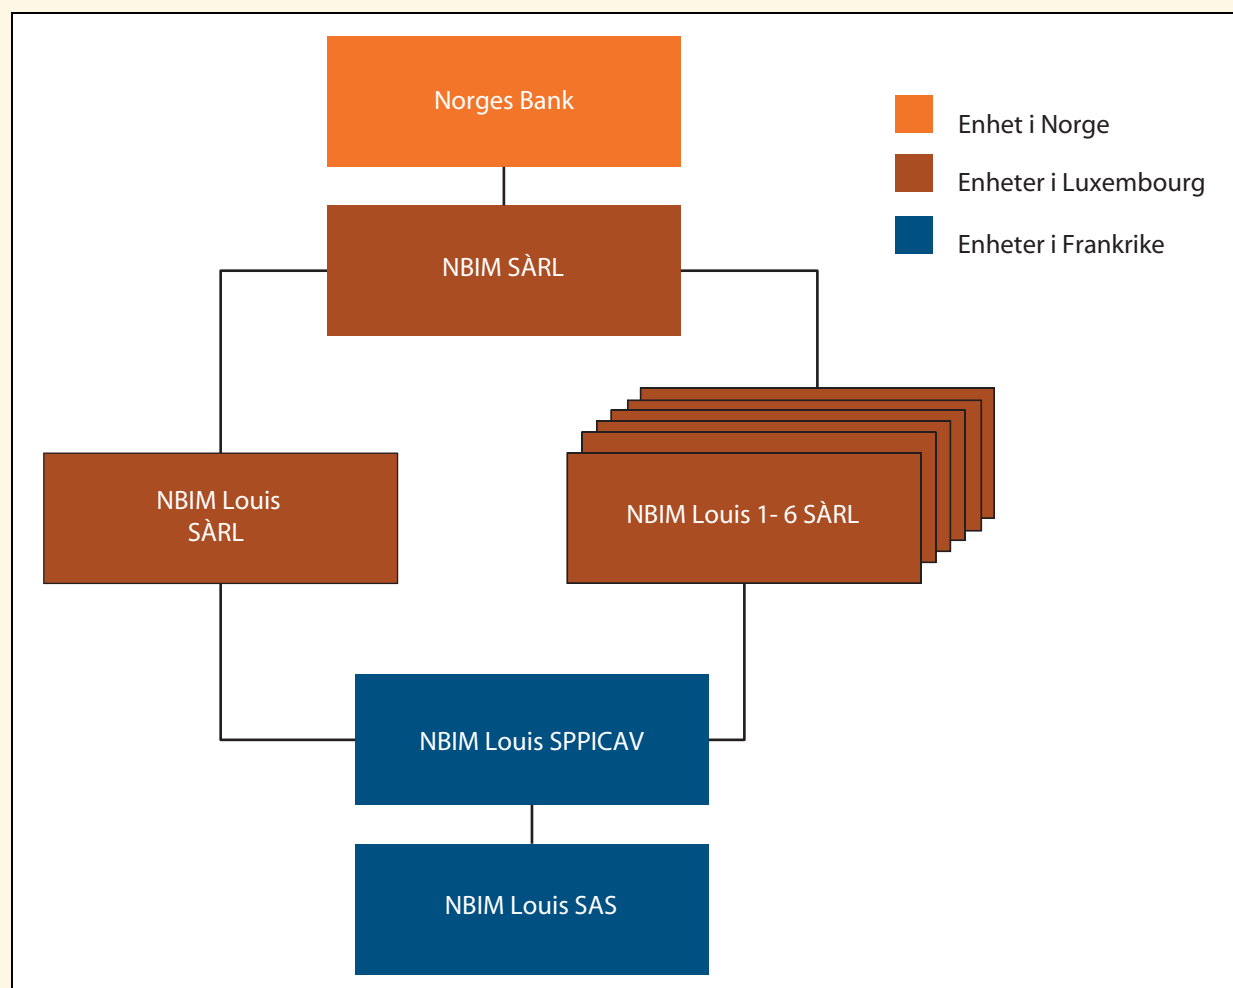 Norges Bank
Enhet i Norge
Enheter i Luxembourg
Enheter i Frankrike
NBIM SÀRL
NBIM Louis
SÀRL
NBIM Louis 1- 6 SÀRL
NBIM Louis SPPICAV
NBIM Louis SAS